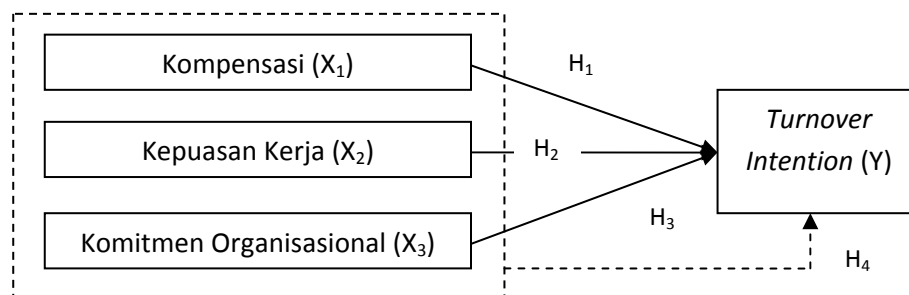 Kompensasi (X₁)
H₁
Turnover
Intention (Y)
Kepuasan Kerja (X₂)
H₂
Komitmen Organisasional (X₃)
H₃
H₄